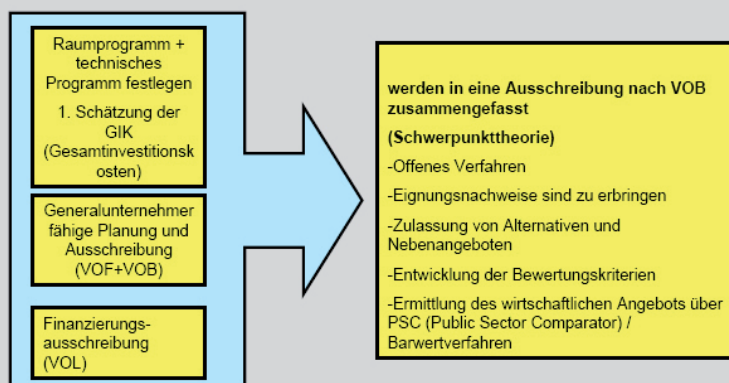 Raumprogramm +
technisches
Programm festlegen
1. Schätzung der
GIK
(Gesamtinvestitionsk
osten)
Generalunternehmer
fähige Planung und
Ausschreibung
(VOF+VOB)
Finanzierungs-
ausschreibung
(VOL)
werden in eine Ausschreibung nach VOB
zusammengefasst
(Schwerpunkttheorie)
-Offenes Verfahren
-Eignungsnachweise sind zu erbringen
-Zulassung von Alternativen und
Nebenangeboten
-Entwicklung der Bewertungskriterien
-Ermittlung des wirtschaftlichen Angebots über
PSC (Public Sector Comparator) /
Barwertverfahren